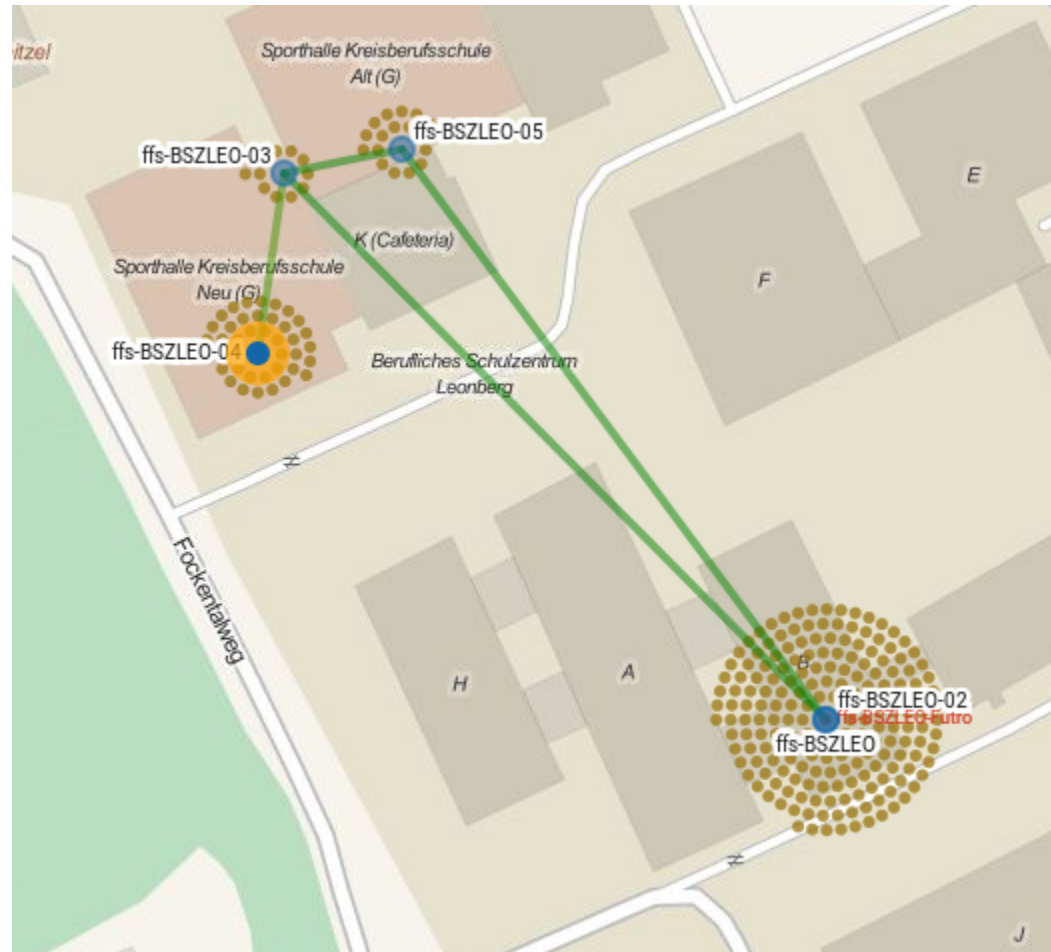 itzel
Sporthalle Kreisberufsschule
Alt (G)
ffs-BSZLEO-05
ffs-BSZLEO-03
E
K (Cafeteria)
Sporthalle Kreisberufsschule
Neu (G)
F
ffs-BSZLEO-04
Berufliches Schulzentrum
Leonberg
Fockentalweg
H
A
B
ffs-BSZLEO-02
ffs-BSZLEO-Futro
ffs-BSZLEO
J